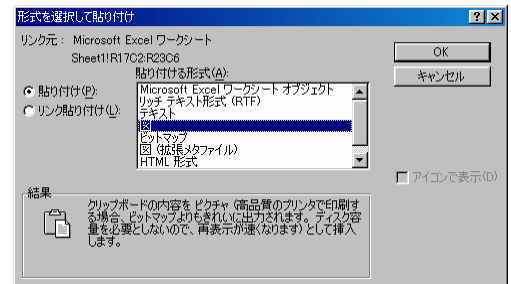 形式を選択して貼り付け
リンク元： Microsoft Excel ワークシート
Sheet1!R17C2:R23C6
貼り付ける形式(A):
OK
キャンセル
貼り付け(P):
リンク貼り付け(L):
Microsoft Excel ワークシート オブジェクト
リッチ テキスト形式 (RTF)
テキスト
図
ビットマップ
図 (拡張メタファイル)
HTML 形式
アイコンで表示(D)
結果
クリップボードの内容を ピクチャ (高品質のプリンタで印刷す
る場合、ビットマップよりもきれいに出力されます。ディスク容
量を必要としないので、再表示が速くなります) として挿入
します。